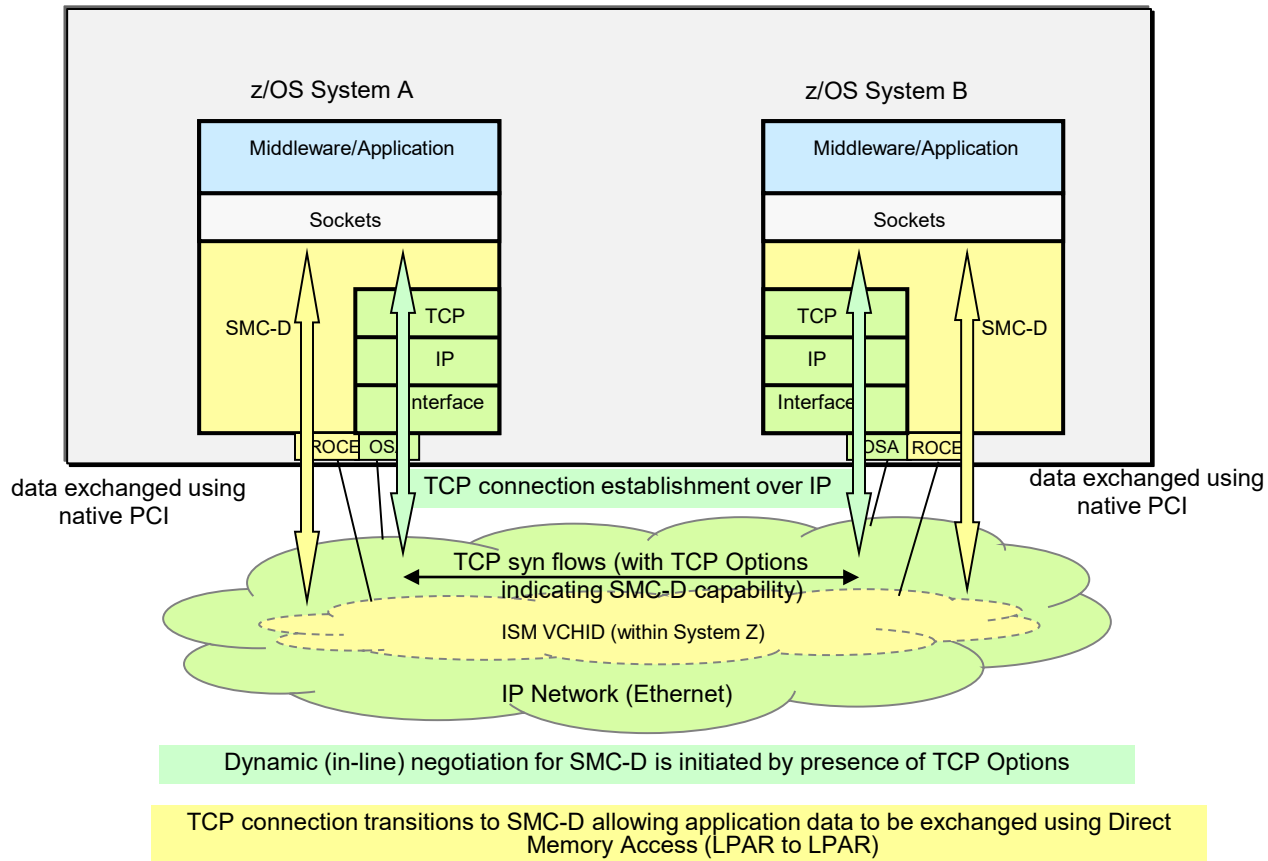 z/OS System A
z/OS System B
Middleware/Application
Middleware/Application
Sockets
Sockets
SMC-D
TCP
TCP
SMC-D
IP
IP
nterface
Interface
ROCE
OSA
OSA
ROCE
data exchanged using
native PCI
TCP connection establishment over IP
data exchanged using
native PCI
TCP syn flows (with TCP Options
indicating SMC-D capability)
ISM VCHID (within System Z)
IP Network (Ethernet)
Dynamic (in-line) negotiation for SMC-D is initiated by presence of TCP Options
TCP connection transitions to SMC-D allowing application data to be exchanged using Direct
Memory Access (LPAR to LPAR)